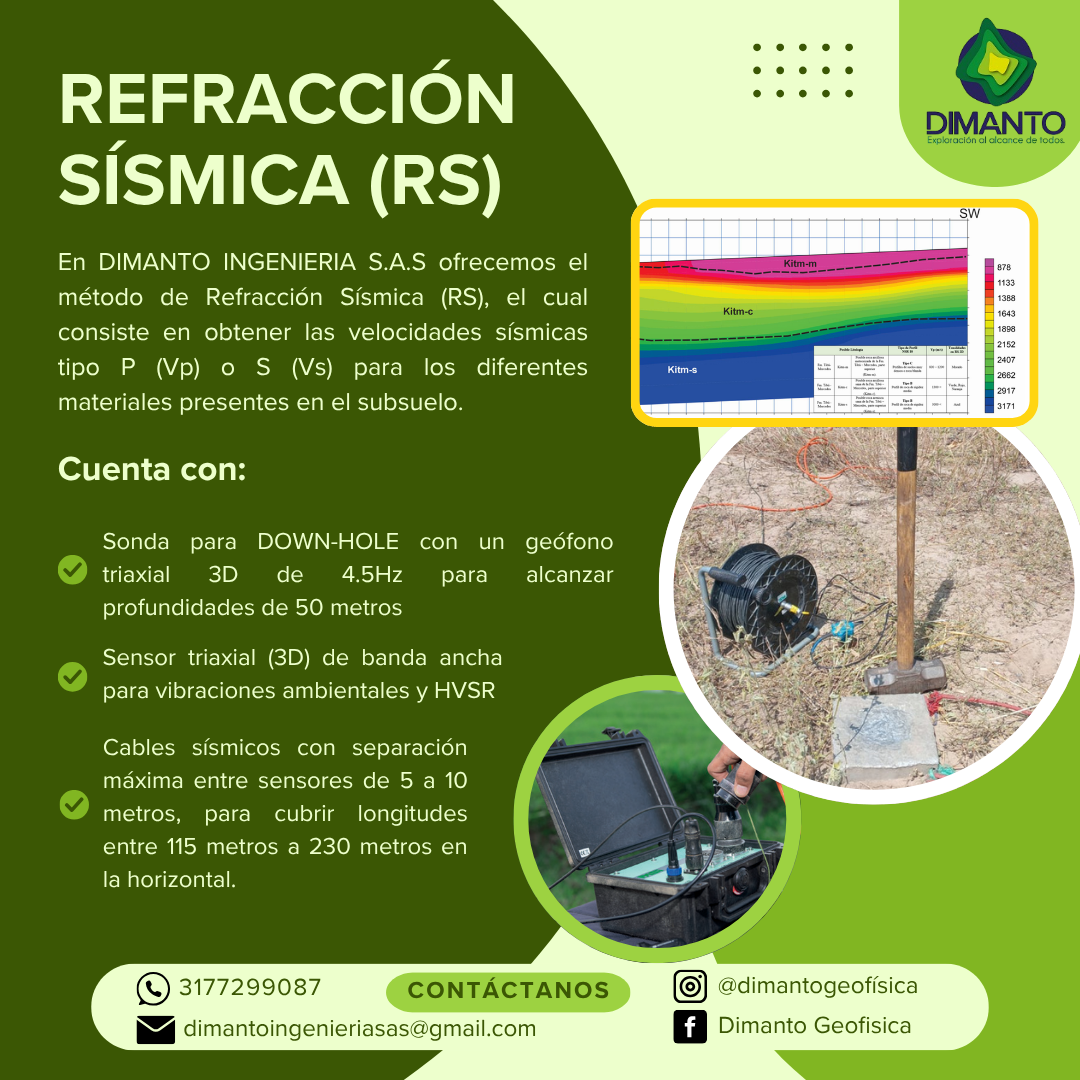 REFRACCIÓN
SÍSMICA (RS)
DIMANTO
Exploración al alcance de todos.
En DIMANTO INGENIERIA S.A.S ofrecemos el
método de Refracción Sísmica (RS), el cual
consiste en obtener las velocidades sísmicas
tipo P (Vp) o S (Vs) para los diferentes
materiales presentes en el subsuelo.
SW
Kitm-m
Kitm-c
Kitm-s
878
1133
1388
1643
1898
2152
2407
2662
2917
3171
Cuenta con:
Sonda para DOWN-HOLE con un geófono
triaxial 3D de 4.5Hz para alcanzar
profundidades de 50 metros
Sensor triaxial (3D) de banda ancha
para vibraciones ambientales y HVSR
Cables sísmicos con separación
máxima entre sensores de 5 a 10
metros, para cubrir longitudes
entre 115 metros a 230 metros en
la horizontal.
3177299087
dimantoingenieriasas@gmail.com
CONTÁCTANOS
@dimantogeofísica
Dimanto Geofisica